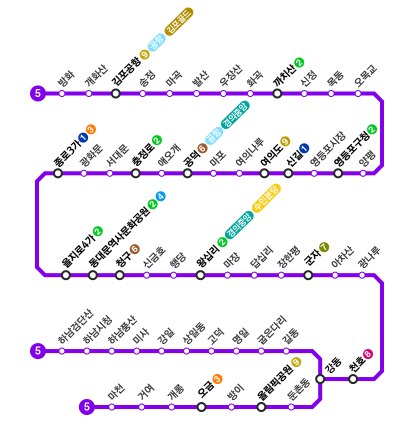 5 방화 개화산 김포공항 9 공항 김포골드 송정 마곡 발산 우장산 화곡 까치산 2 신정 목동 오목교
종로3가 1 3 광화문 서대문 충정로 2 애오개 공덕 6 공항 경의중앙 마포 여의나루 여의도 9 신길 1 영등포시장 영등포구청 2 양평
을지로4가 2 동대문역사문화공원 2 4 청구 6 신금호 행당 왕십리 2 경의중앙 수인분당 마장 답십리 장한평 군자 7 아차산 광나루
5 하남검단산 하남시청 하남풍산 미사 강일 상일동 고덕 명일 굽은다리 길동
강동 천호 8
5 마천 거여 개롱 오금 3 방이 올림픽공원 9 둔촌동